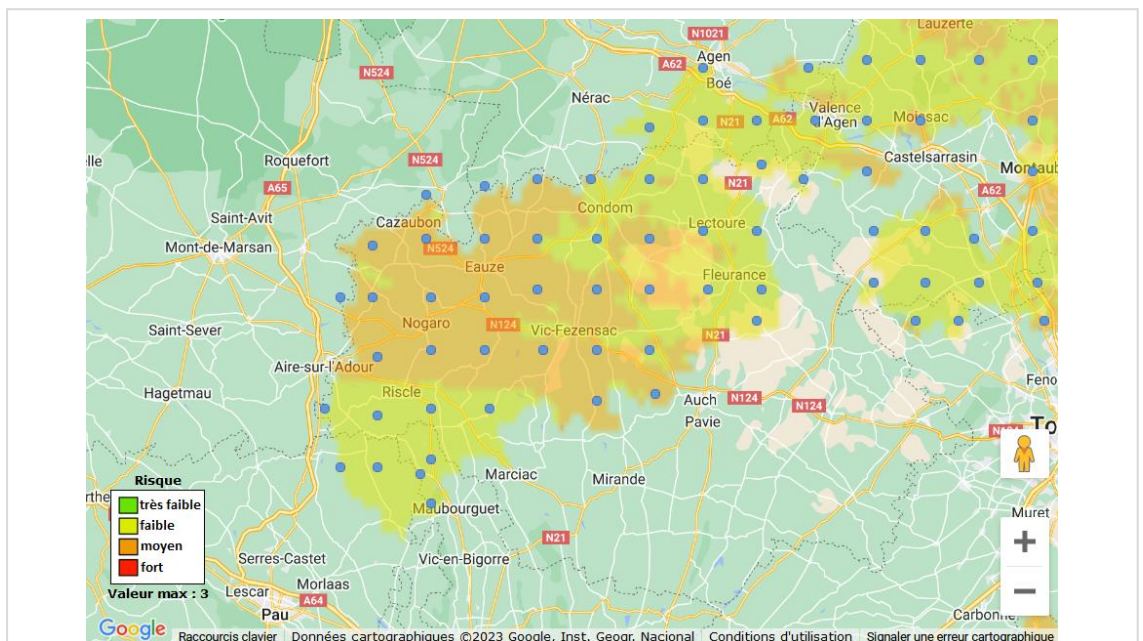 Lauzerte
N1021
Agen
A62
N524
Boé
Nérac
Valence
d'Agen
N21
A62
Moissac
elle
Roquefort
N524
Castelsarrasin
Montaub
A65
N21
A62
Condom
Saint-Avit
Cazaubon
Lectoure
Mont-de-Marsan
N524
Eauze
Fleurance
Nogaro
N124
Vic-Fezensac
Saint-Sever
N21
Aire-sur-l'Adour
Feno
Hagetmau
Riscle
Auch
N124
N124
Pavie
To
Marciac
Mirande
Risque
très faible
faible
moyen
fort
Valeur max : 3
Maubourguet
Muret
N21
+
Serres-Castet
Vic-en-Bigorre
Morlaas
Lescar
A64
−
Pau
Carbonne
Google
Raccourcis clavier
Données cartographiques ©2023 Google, Inst. Geogr. Nacional
Conditions d'utilisation
Signaler une erreur cartographique